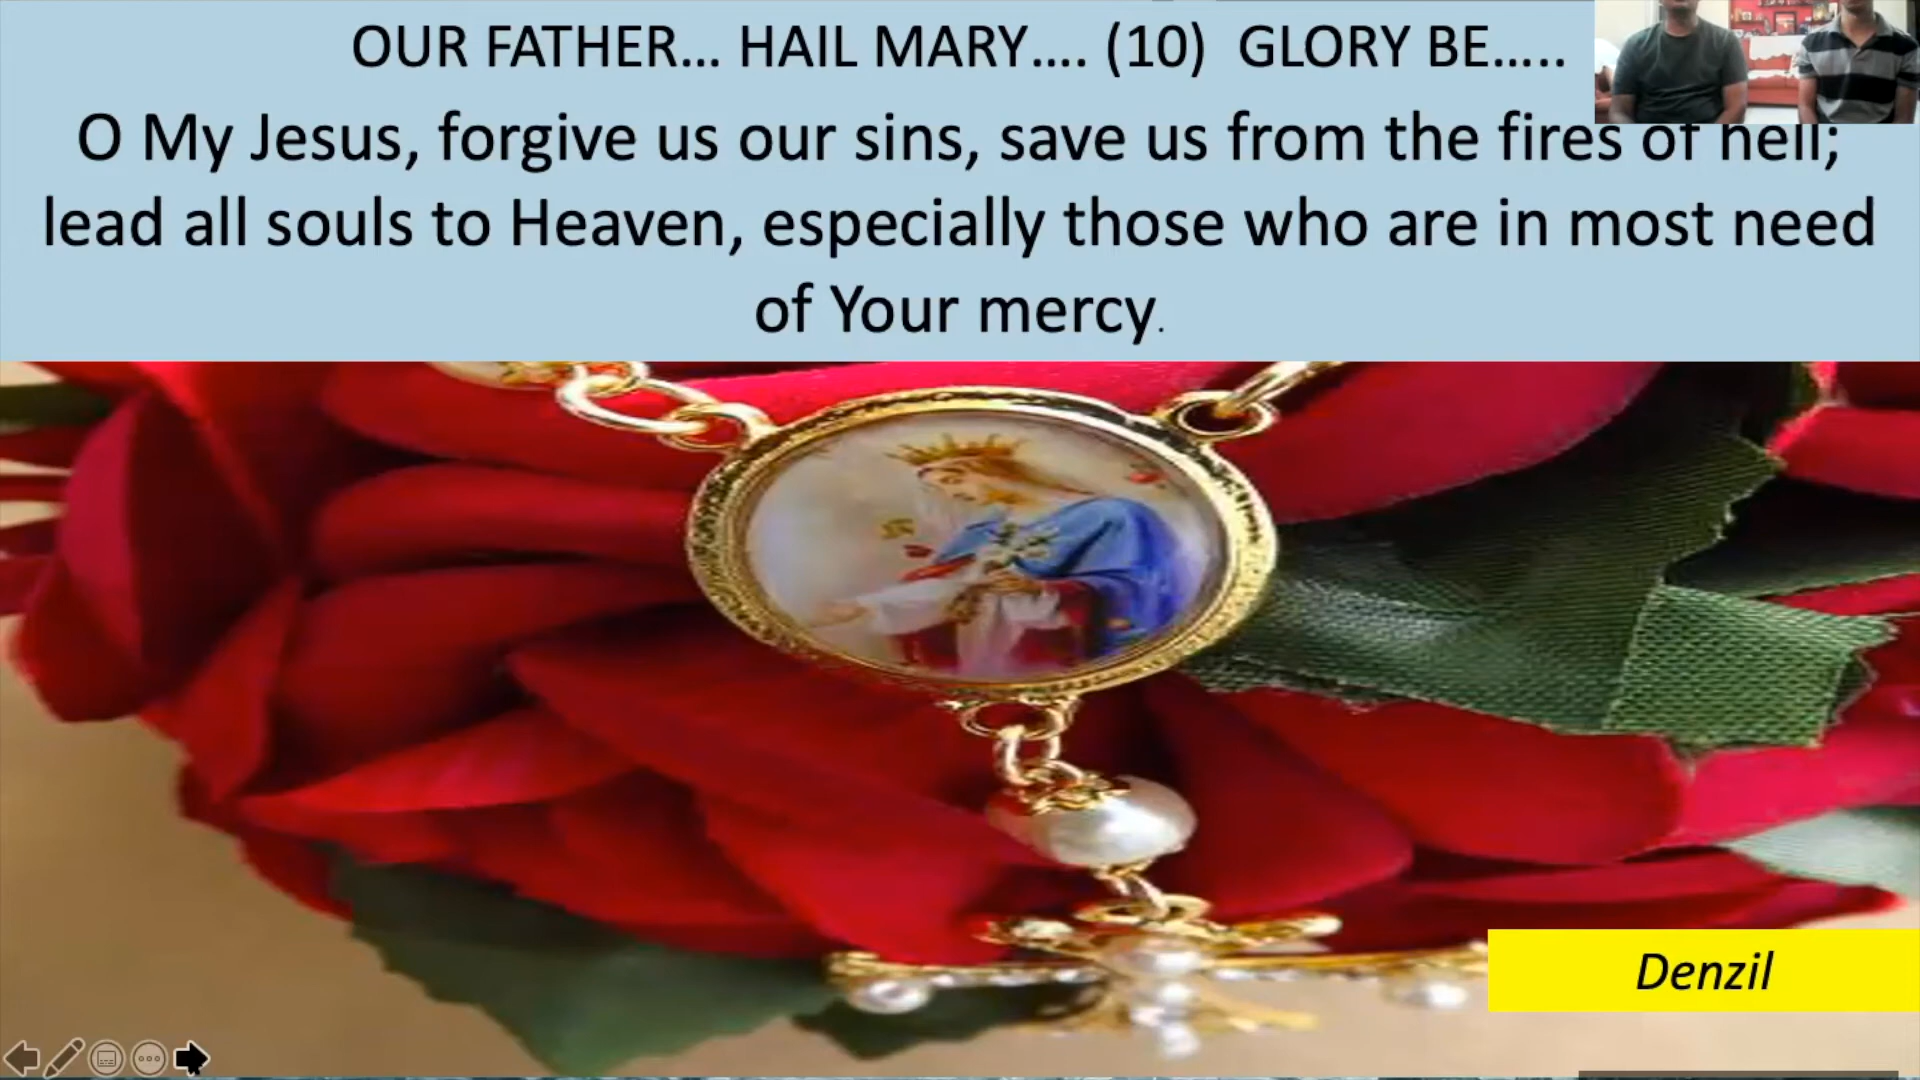 OUR FATHER... HAIL MARY.... (10) GLORY BE.....
O My Jesus, forgive us our sins, save us from the fires of hell;
lead all souls to Heaven, especially those who are in most need
of Your mercy.
Denzil